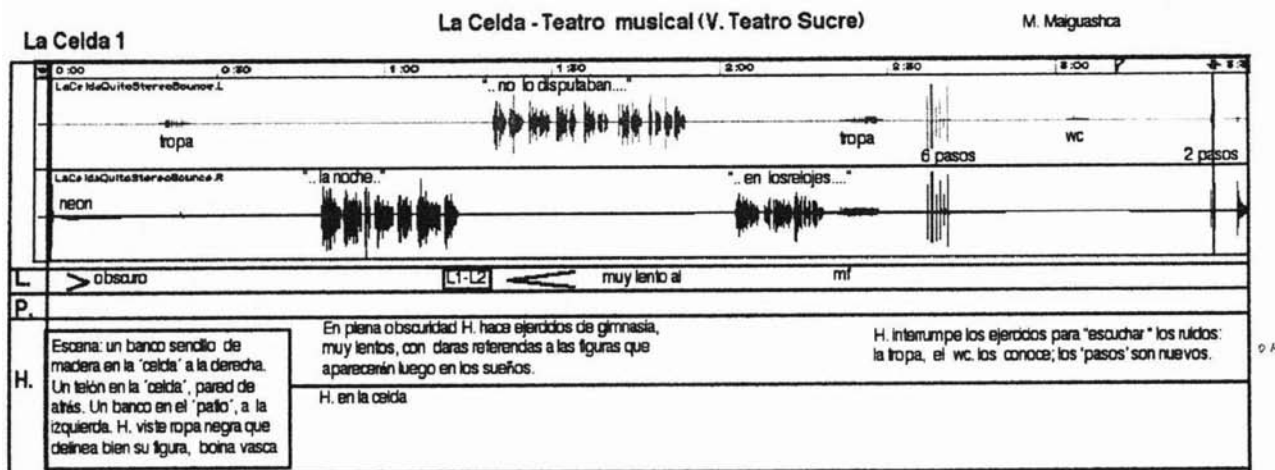 La Celda - Teatro musical (V. Teatro Sucre)
M. Maiguashca
La Celda 1
0:00 0:30 1:00 1:30 2:00 2:30 3:00
LaCeldaQuitoStereoBounce.L
".. no lo disputaban...."
tropa
tropa
6 pasos
wc
2 pasos
LaCeldaQuitoStereoBounce.R
neon
".. la noche.."
".. en losrelojes...."
L.
> obscuro
L1-L2
muy lento al
mf
P.
H.
Escena: un banco sencillo de
madera en la ´celda´ a la derecha.
Un telón en la ´celda´, pared de
atrás. Un banco en el ´patio´, a la
izquierda. H. viste ropa negra que
delinea bien su figura, boina vasca
En plena obscuridad H. hace ejercicios de gimnasia,
muy lentos, con claras referencias a las figuras que
aparecerán luego en los sueños.
H. interrumpe los ejercicios para "escuchar" los ruidos:
la tropa, el wc. los conoce; los 'pasos' son nuevos.
H. en la celda